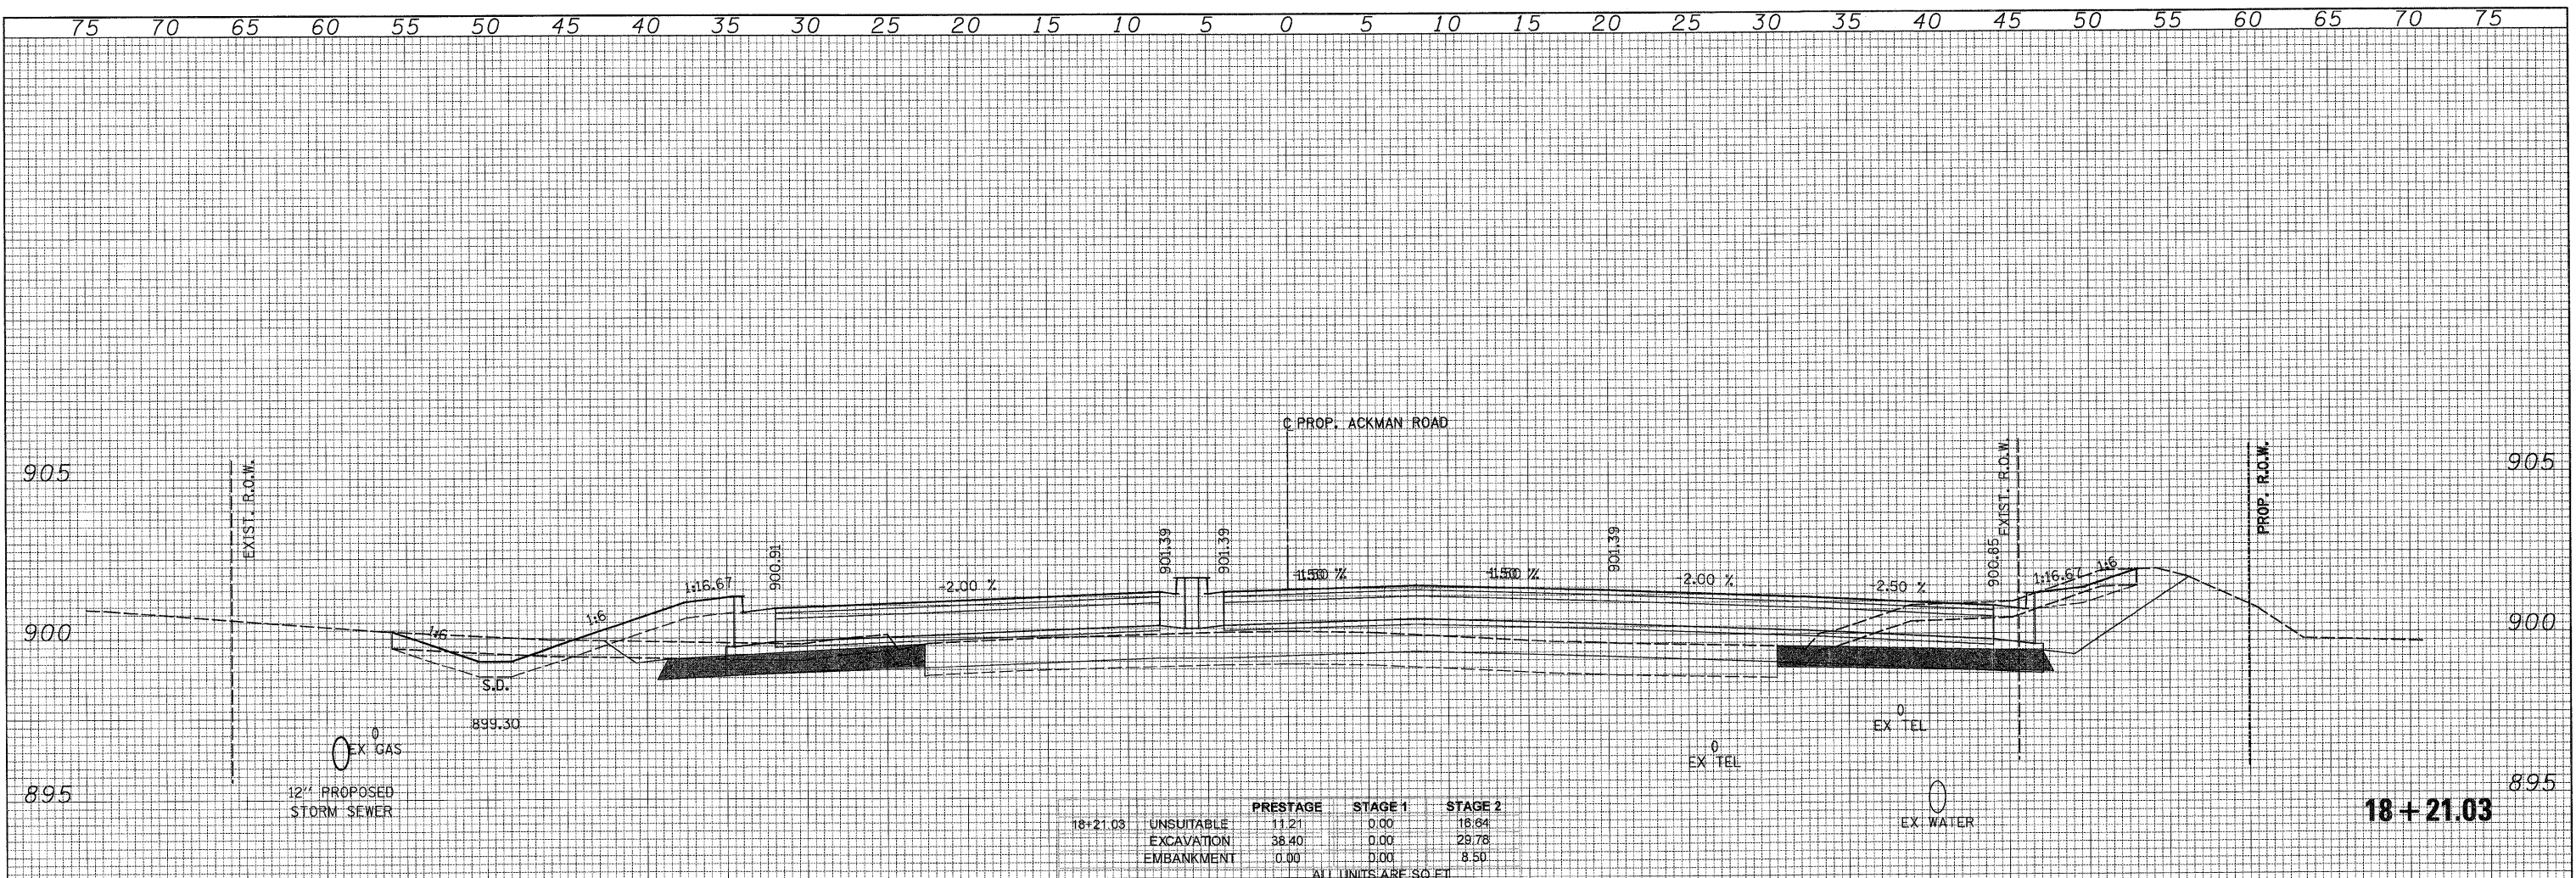 75 70 65 60 55 50 45 40 35 30 25 20 15 10 5 0 5 10 15 20 25 30 35 40 45 50 55 60 65 70 75
C PROP. ACKMAN ROAD
905
EXIST. R.O.W.
EXIST. R.O.W.
PROP. R.O.W.
905
900.91
901.39
901.39
901.39
900.85
1:16.67
-2.00 %
-1.50 %
-1.50 %
-2.00 %
-2.50 %
1:16.67
1:6
900
1:6
1:6
900
S.D.
899.30
0
EX GAS
0
EX TEL
0
EX TEL
895
12" PROPOSED
STORM SEWER
EX WATER
895
18 + 21.03
PRESTAGE STAGE 1 STAGE 2
18+21.03 UNSUITABLE 11.21 0.00 16.64
EXCAVATION 38.40 0.00 29.78
EMBANKMENT 0.00 0.00 8.50
ALL UNITS ARE SQ FT